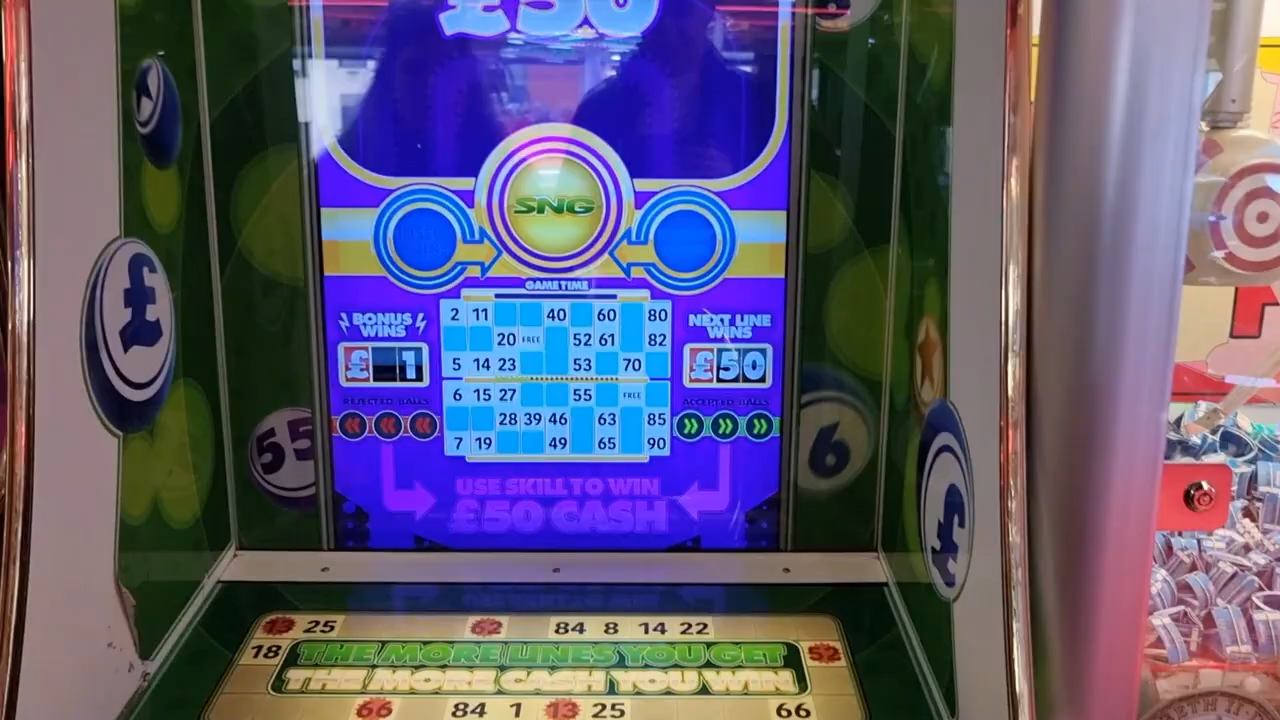 £50
£
SNG
GAME TIME
BONUS WINS
£ 1
REJECTED BALLS
2 11 40 60 80
20 FREE 52 61 82
5 14 23 53 70
6 15 27 55 FREE
28 39 46 63 85
7 19 49 65 90
NEXT LINE WINS
£50
ACCEPTED BALLS
55
6
£
USE SKILL TO WIN
£50 CASH
13 25 62 84 8 14 22
18 THE MORE LINES YOU GET 52
THE MORE CASH YOU WIN
66 84 1 13 25 66